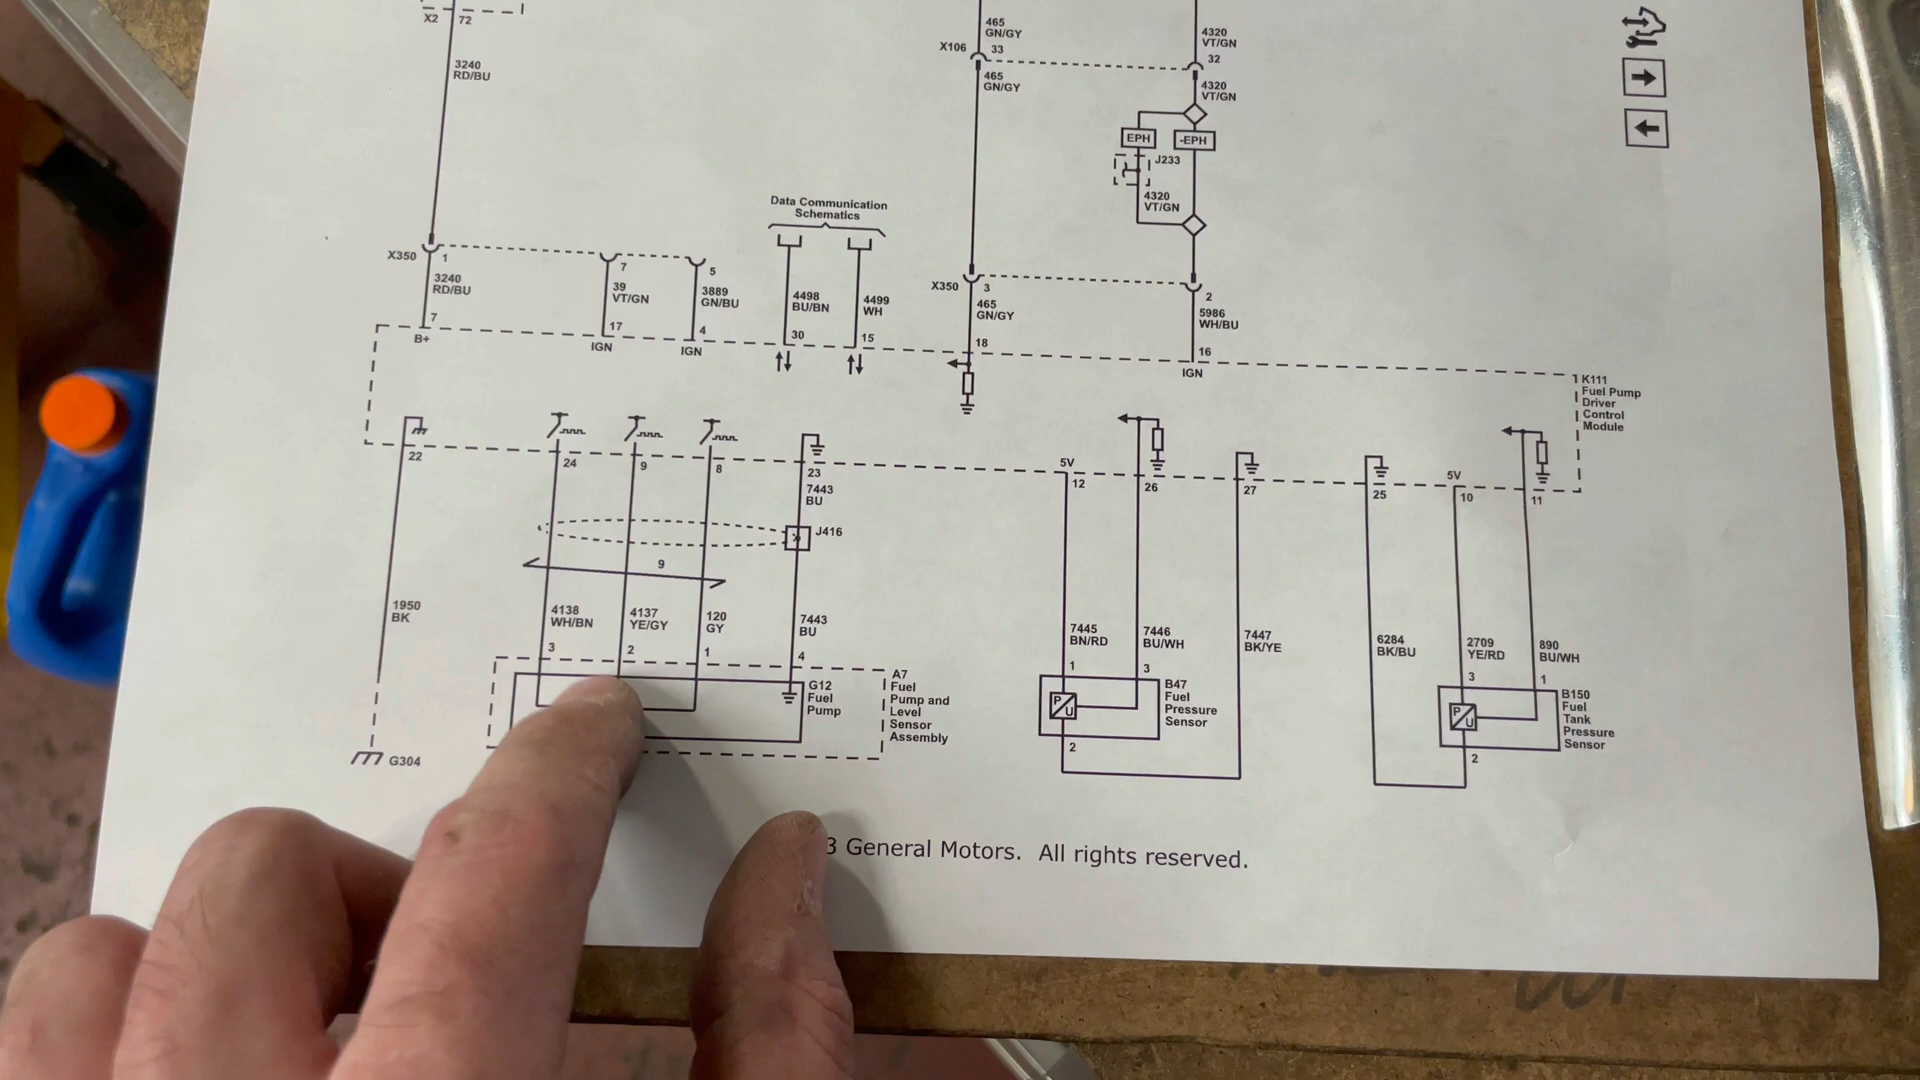 X2 72
3240
RD/BU
465
GN/GY
X106 33
465
GN/GY
4320
VT/GN
32
4320
VT/GN
EPH
-EPH
J233
4320
VT/GN
Data Communication
Schematics
X350 1
3240
RD/BU
7
B+
7
39
VT/GN
17
IGN
5
3889
GN/BU
4
IGN
4498
BU/BN
30
4499
WH
15
X350 3
465
GN/GY
18
2
5986
WH/BU
16
IGN
K111
Fuel Pump
Driver
Control
Module
22
24
9
8
23
7443
BU
J416
9
5V
12
26
27
25
5V
10
11
1950
BK
G304
4138
WH/BN
3
4137
YE/GY
2
120
GY
1
7443
BU
4
G12
Fuel
Pump
A7
Fuel
Pump and
Level
Sensor
Assembly
7445
BN/RD
1
7446
BU/WH
3
7447
BK/YE
P
U
2
B47
Fuel
Pressure
Sensor
6284
BK/BU
2709
YE/RD
3
890
BU/WH
1
P
U
2
B150
Fuel
Tank
Pressure
Sensor
3 General Motors. All rights reserved.